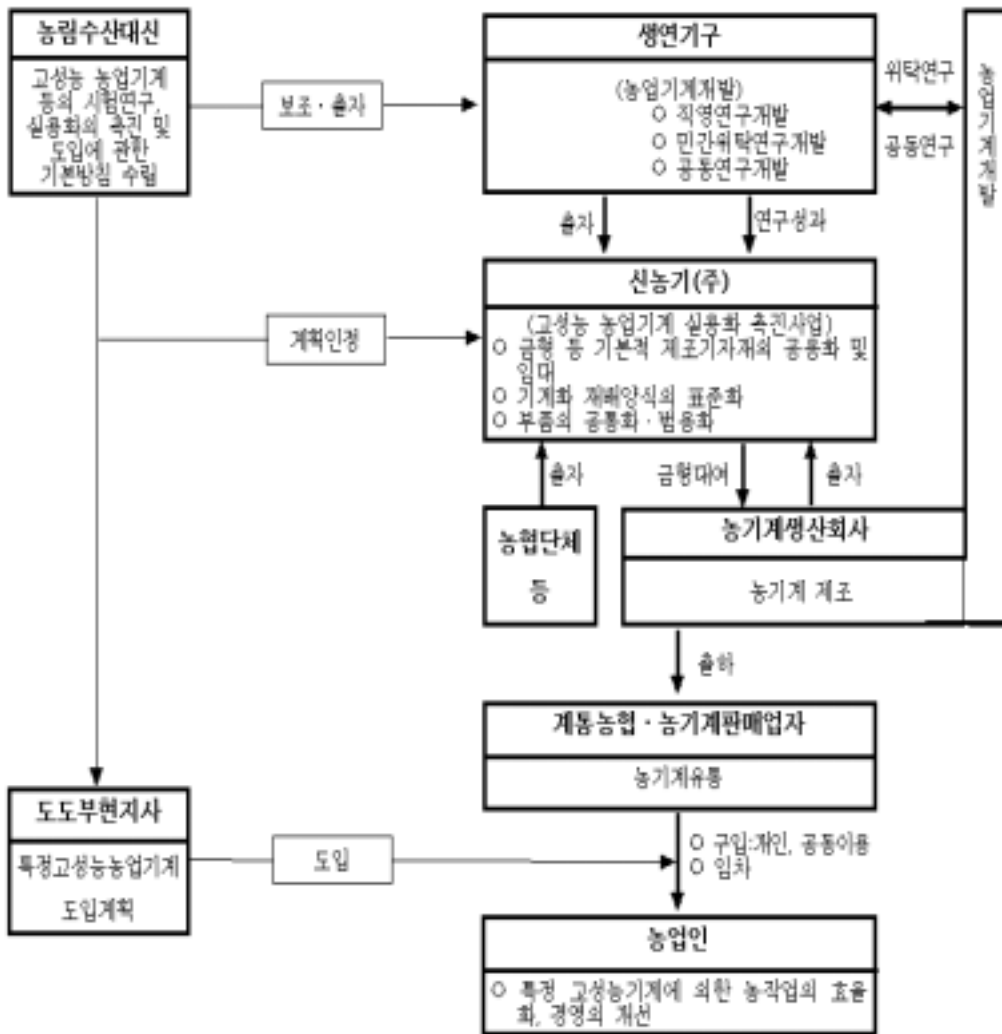 농림수산대신
고성능 농업기계
등의 시험연구,
실용화의 촉진 및
도입에 관한
기본방침 수립
보조·출자
생연기구
(농업기계개발)
O 직영연구개발
O 민간위탁연구개발
O 공통연구개발
위탁연구
공동연구
농업기계개발
출자
연구성과
계획인정
신농기(주)
(고성능 농업기계 실용화 촉진사업)
O 금형 등 기본적 제조기자재의 공용화 및
임대
O 기계화 재배양식의 표준화
O 부품의 공통화·범용화
출자
금형대여
출자
농협단체
등
농기계생산회사
농기계 제조
출하
계통농협·농기계판매업자
농기계유통
도도부현지사
특정고성능농업기계
도입계획
도입
O 구입:개인, 공통이용
O 임차
농업인
O 특정 고성능기계에 의한 농작업의 효율
화, 경영의 개선